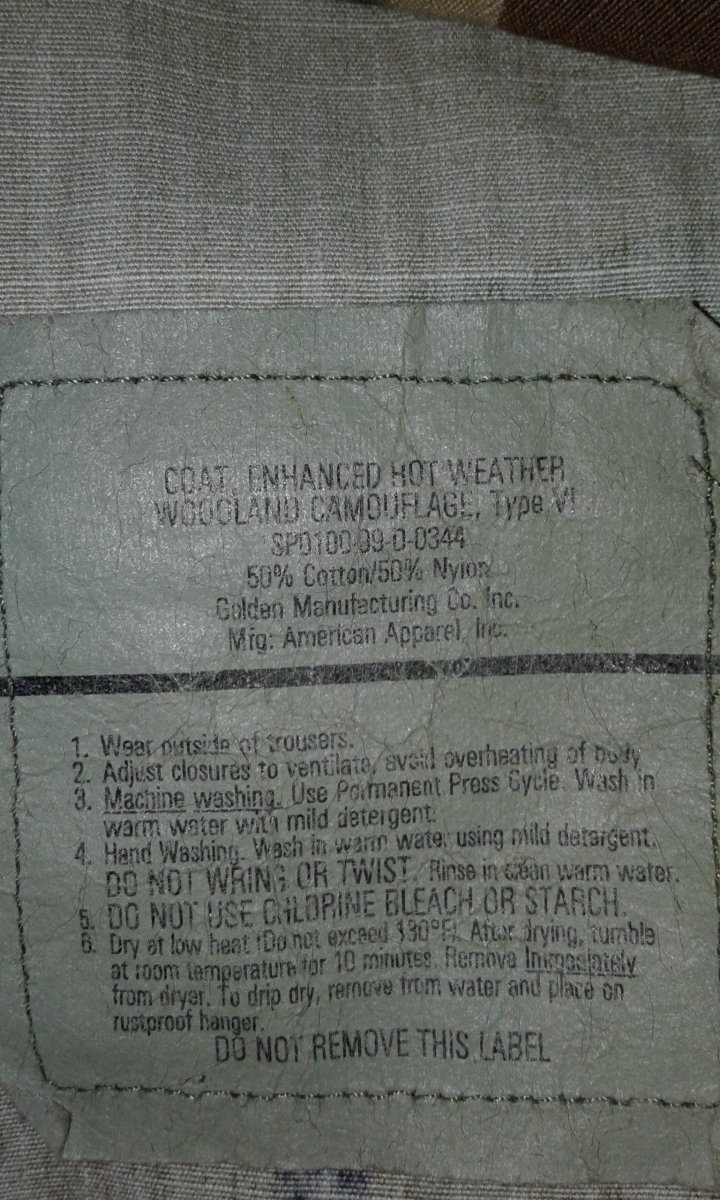 COAT, ENHANCED HOT WEATHER
WOODLAND CAMOUFLAGE, Type VI
SPO100-99-D-0344
50% Cotton/50% Nylon
Golden Manufacturing Co. Inc.
Mfg: American Apparel, Inc.
1. Wear outside of trousers.
2. Adjust closures to ventilate, avoid overheating of body
3. Machine washing. Use Permanent Press Cycle. Wash in
warm water with mild detergent.
4. Hand Washing. Wash in warm water using mild detergent.
DO NOT WRING OR TWIST. Rinse in clean warm water.
5. DO NOT USE CHLORINE BLEACH OR STARCH.
6. Dry at low heat (Do not exceed 130°F). After drying, tumble
at room temperature for 10 minutes. Remove Immediately
from dryer. To drip dry, remove from water and place on
rustproof hanger.
DO NOT REMOVE THIS LABEL